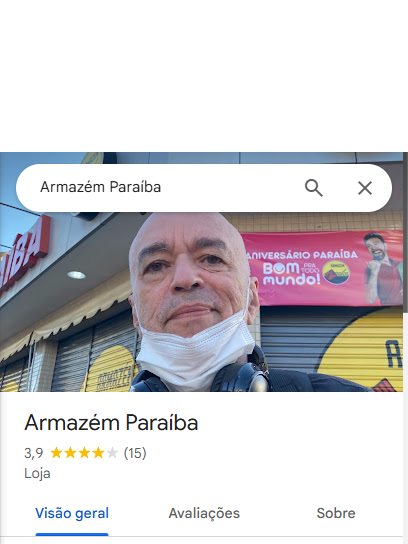 Armazém Paraíba
ANIVERSÁRIO PARAÍBA
BOM PRA
TODO
mundo!
Armazém Paraíba
3,9 (15)
Loja
Visão geral
Avaliações
Sobre